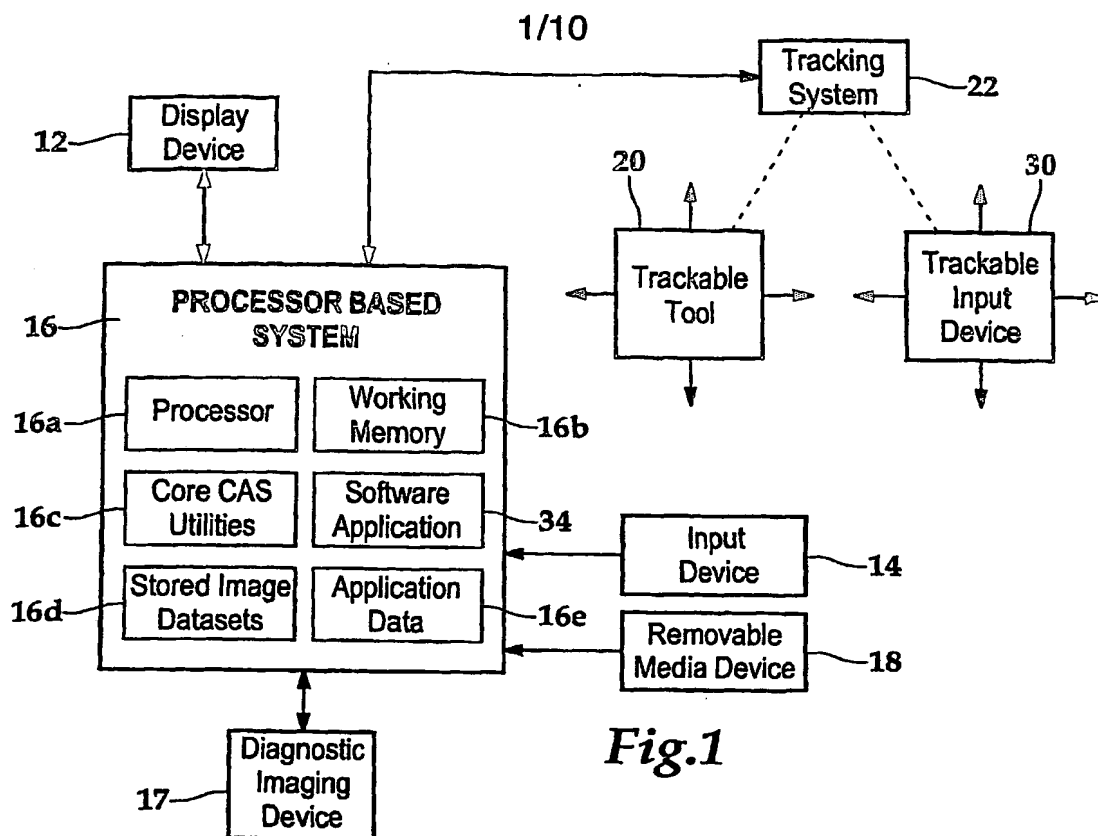 1/10
Tracking
System
22
12
Display
Device
20
30
Trackable
Tool
Trackable
Input
Device
16
PROCESSOR BASED
SYSTEM
16a
Processor
Working
Memory
16b
16c
Core CAS
Utilities
Software
Application
34
Input
Device
14
16d
Stored Image
Datasets
Application
Data
16e
Removable
Media Device
18
Fig.1
17
Diagnostic
Imaging
Device